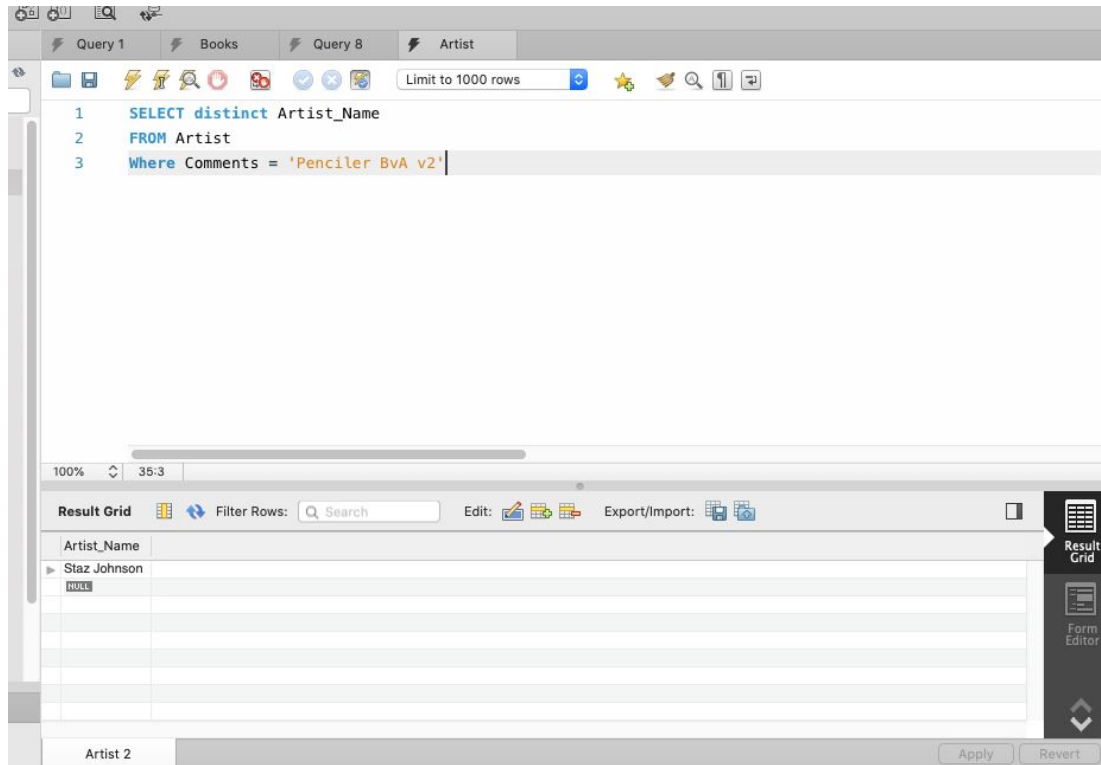 Query 1 Books Query 8 Artist
Limit to 1000 rows
1 SELECT distinct Artist_Name
2 FROM Artist
3 Where Comments = 'Penciler BvA v2'
100% 35:3
Result Grid Filter Rows: Search Edit: Export/Import:
Result
Grid
Artist_Name
Staz Johnson
NULL
Form
Editor
Artist 2 Apply Revert